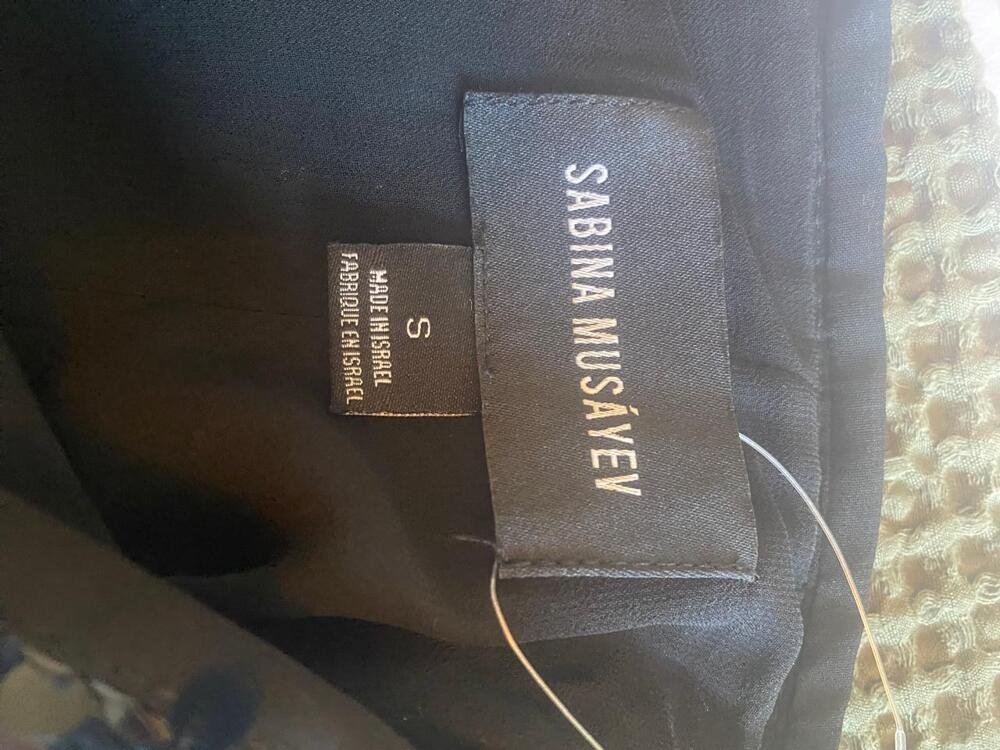 SABINA MUSÁYEV
S
MADE IN ISRAEL
FABRIQUE EN ISRAEL